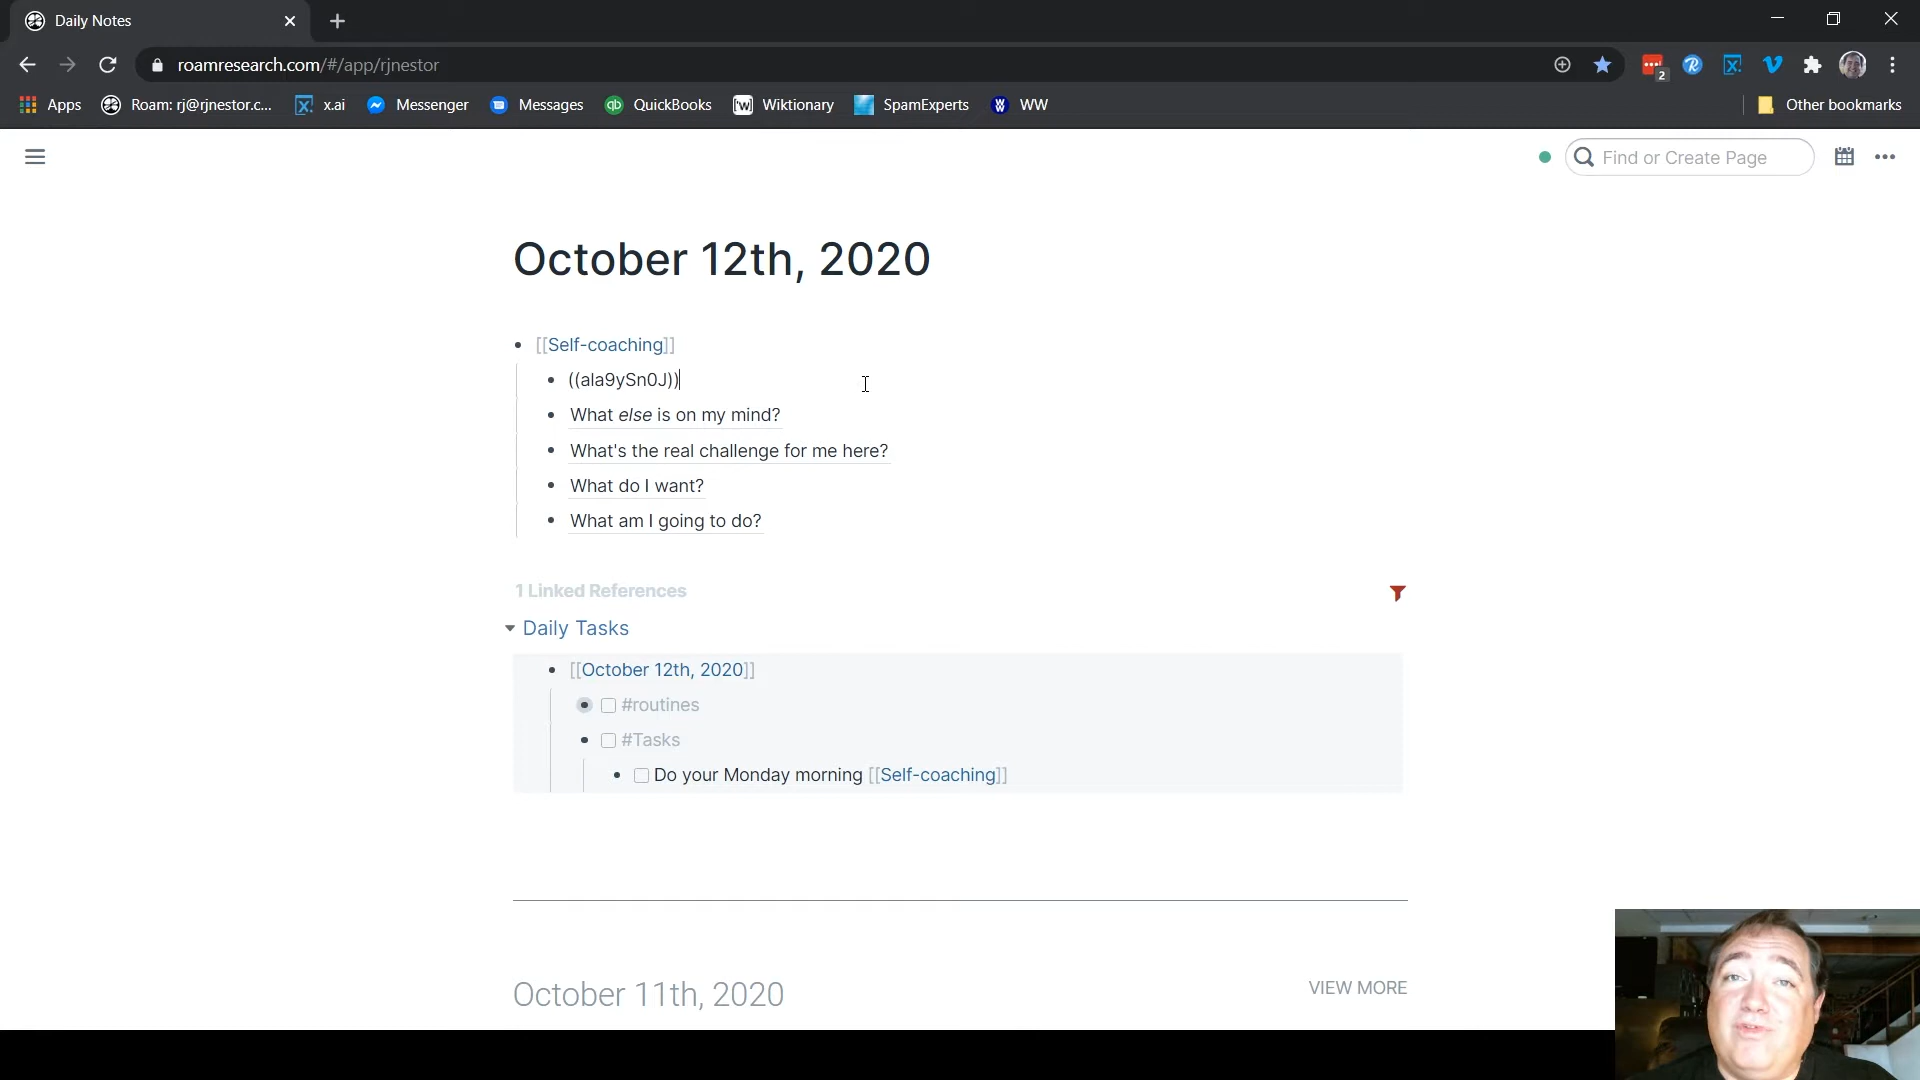 Daily Notes
roamresearch.com/#/app/rjnestor
2
Apps
Roam: rj@rjnestor.c...
x.ai
Messenger
Messages
QuickBooks
Wiktionary
SpamExperts
WW
Other bookmarks
Find or Create Page
October 12th, 2020
[[Self-coaching]]
((ala9ySn0J))
What else is on my mind?
What's the real challenge for me here?
What do I want?
What am I going to do?
1 Linked References
Daily Tasks
[[October 12th, 2020]]
#routines
#Tasks
Do your Monday morning [[Self-coaching]]
October 11th, 2020
VIEW MORE